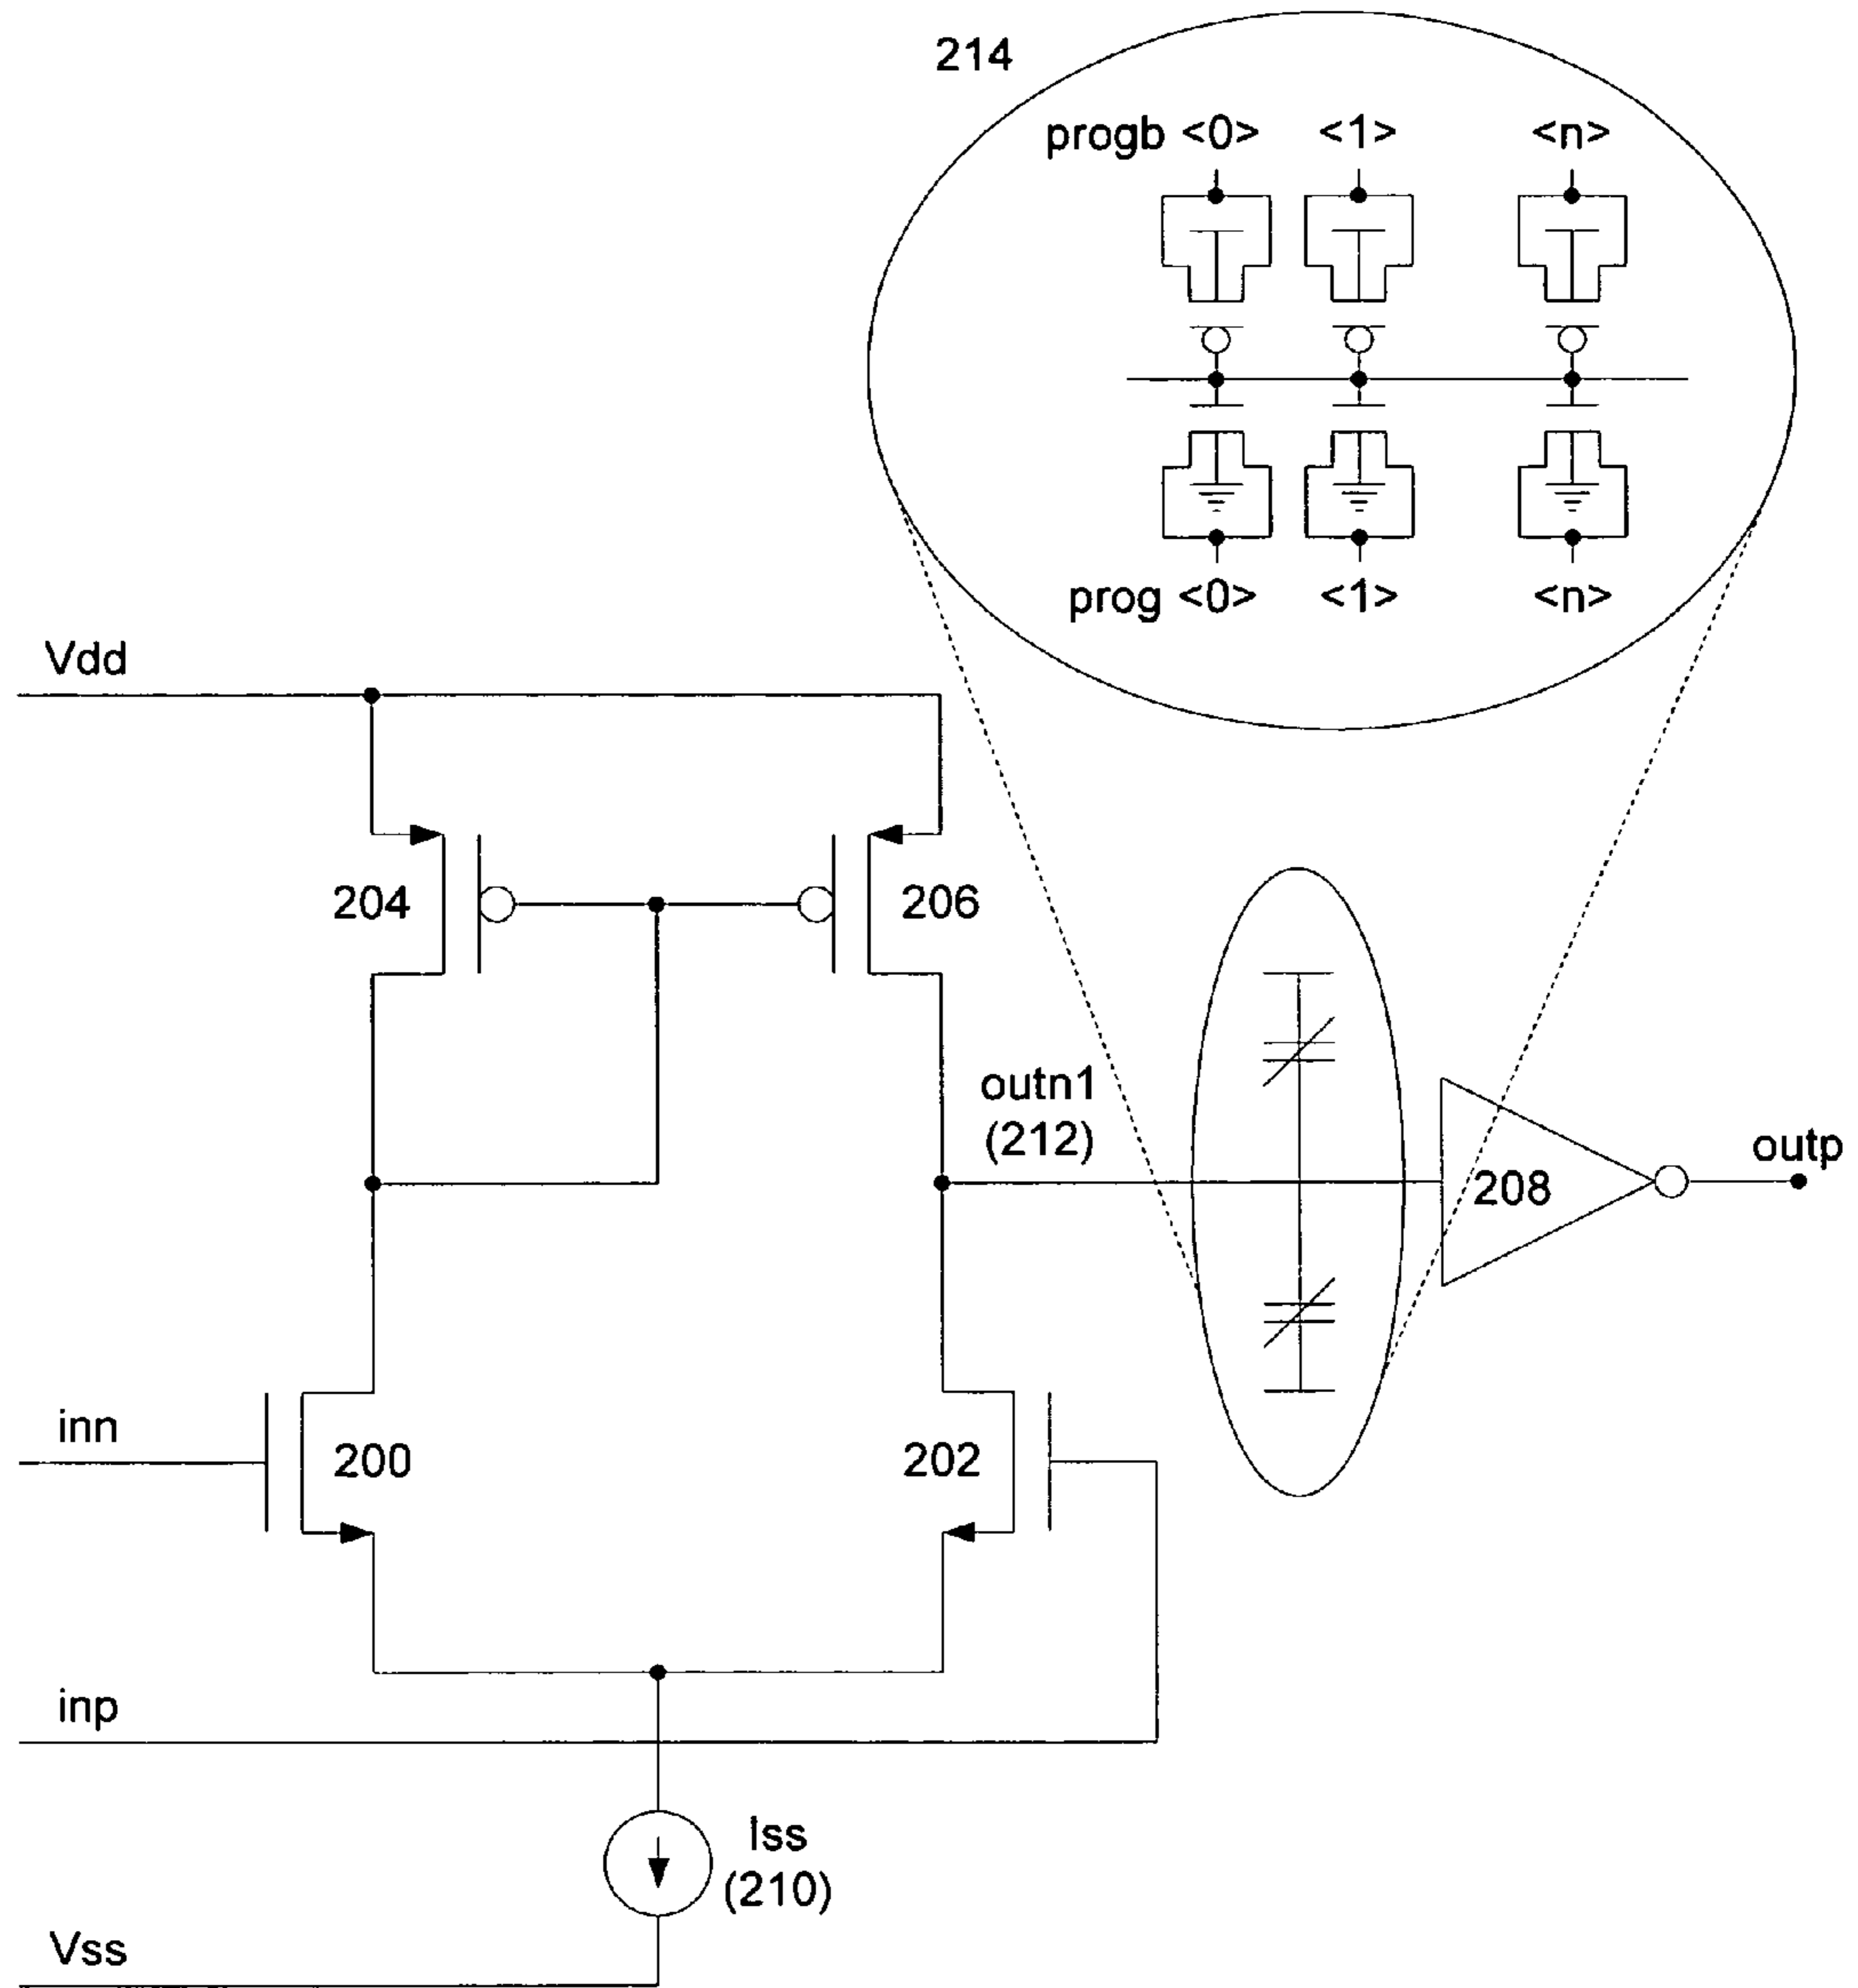 214
progb <0> <1> <n>
prog <0> <1> <n>
Vdd
204
206
outn1
(212)
208
outp
inn
200
202
inp
Iss
(210)
Vss